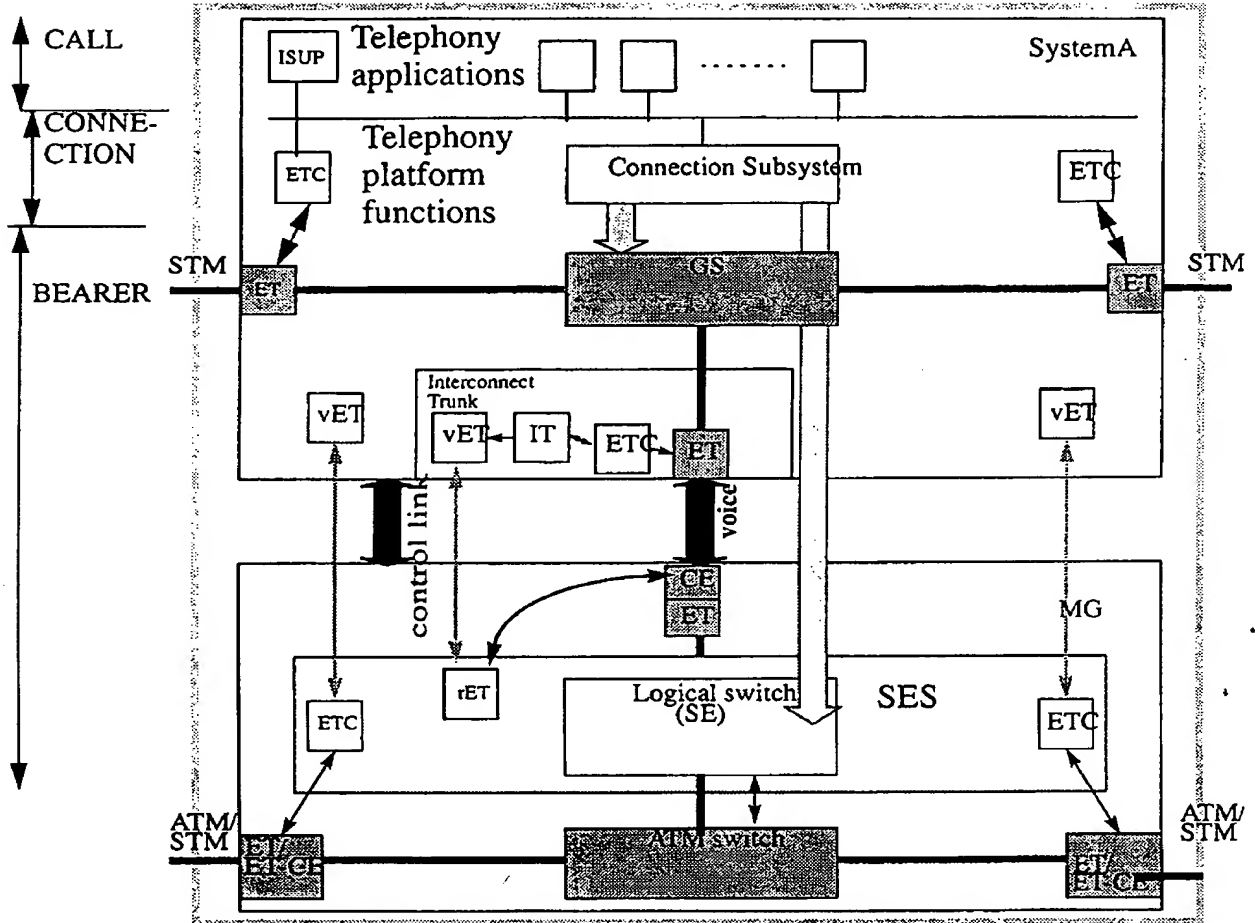 CALL
CONNE-
CTION
BEARER
ISUP
Telephony
applications
........
SystemA
Telephony
platform
functions
ETC
Connection Subsystem
ETC
STM
ET
GS
ET
STM
Interconnect
Trunk
vET
vET
IT
ETC
ET
vET
control link
voice
CE
ET
MG
rET
Logical switch
(SE)
SES
ETC
ETC
ATM/
STM
ET/
ET CE
ATM switch
ET/
ET CE
ATM/
STM